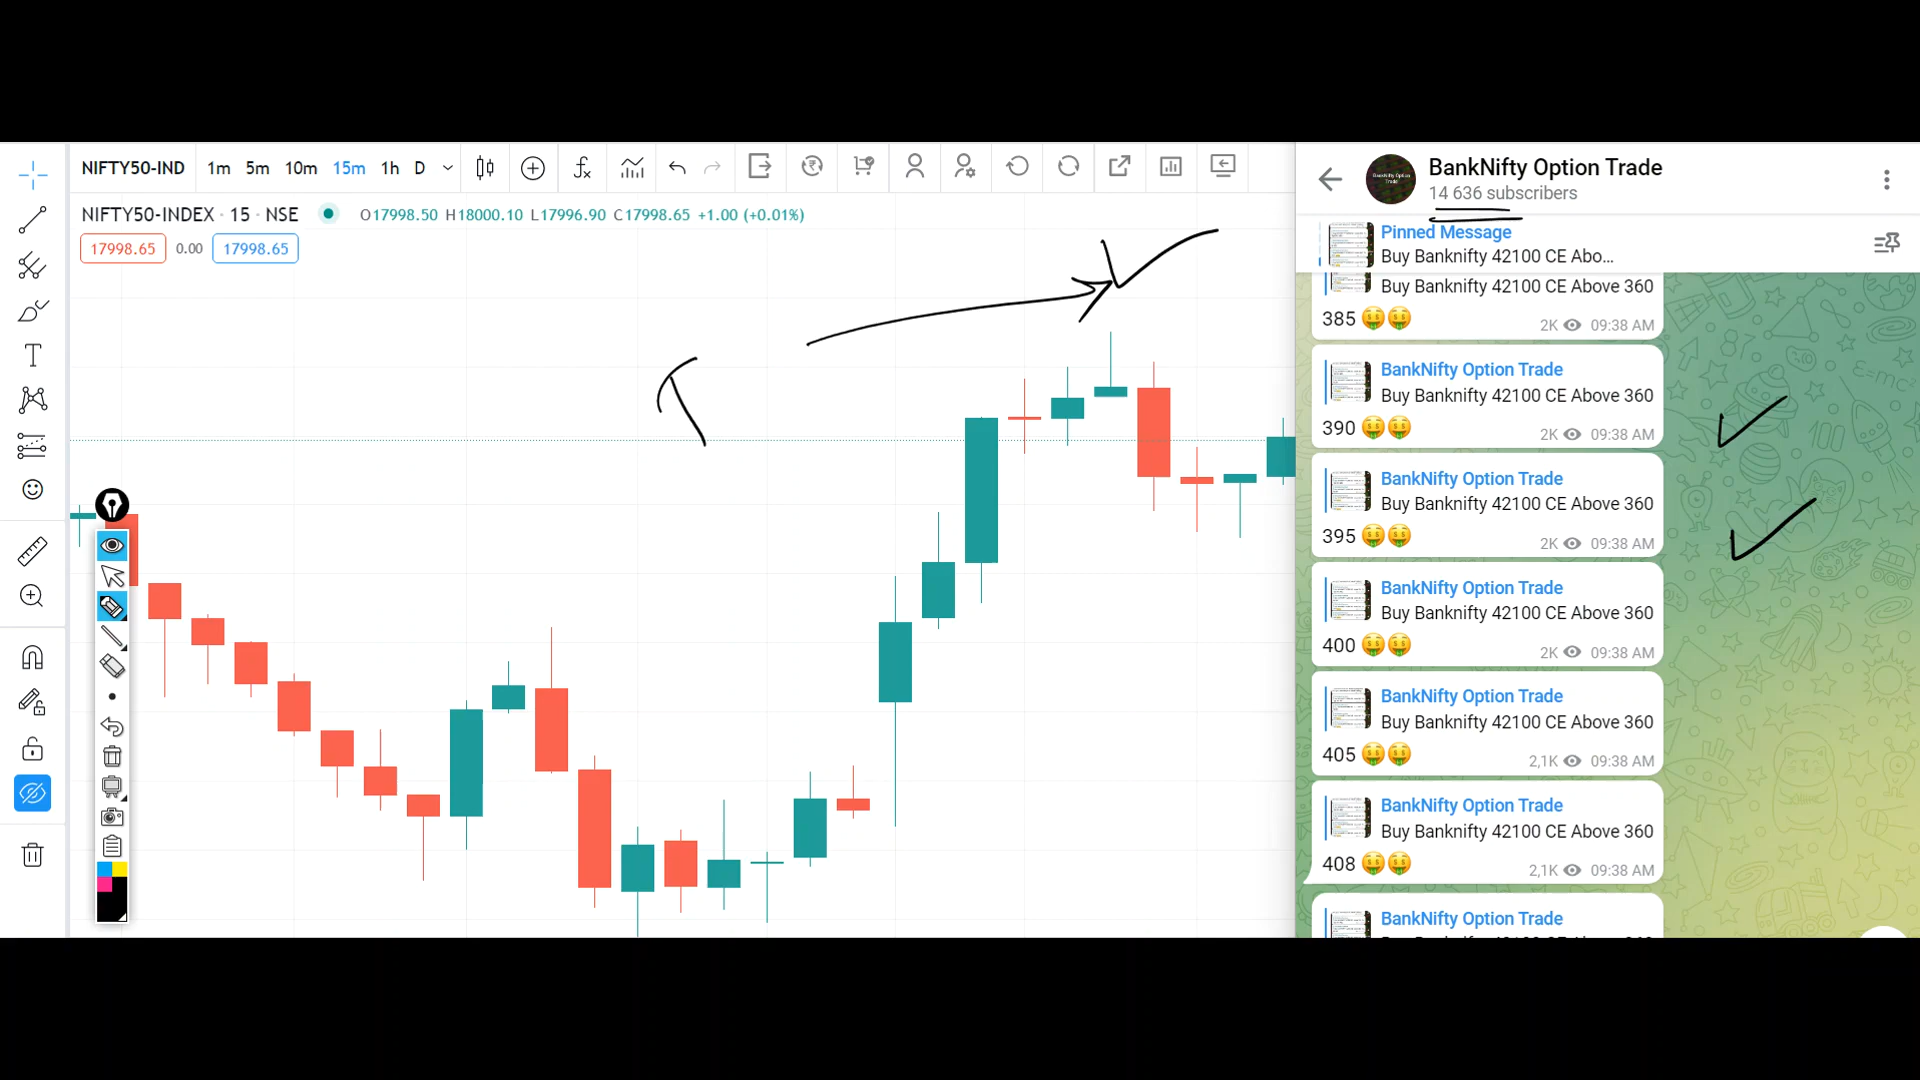 NIFTY50-IND 1m 5m 10m 15m 1h D
NIFTY50-INDEX · 15 · NSE O17998.50 H18000.10 L17996.90 C17998.65 +1.00 (+0.01%)
17998.65 0.00 17998.65
BankNifty Option Trade
14 636 subscribers
Pinned Message
Buy Banknifty 42100 CE Abo...
Buy Banknifty 42100 CE Above 360
385 🤑🤑 2K 09:38 AM
BankNifty Option Trade
Buy Banknifty 42100 CE Above 360
390 🤑🤑 2K 09:38 AM
BankNifty Option Trade
Buy Banknifty 42100 CE Above 360
395 🤑🤑 2K 09:38 AM
BankNifty Option Trade
Buy Banknifty 42100 CE Above 360
400 🤑🤑 2K 09:38 AM
BankNifty Option Trade
Buy Banknifty 42100 CE Above 360
405 🤑🤑 2,1K 09:38 AM
BankNifty Option Trade
Buy Banknifty 42100 CE Above 360
408 🤑🤑 2,1K 09:38 AM
BankNifty Option Trade